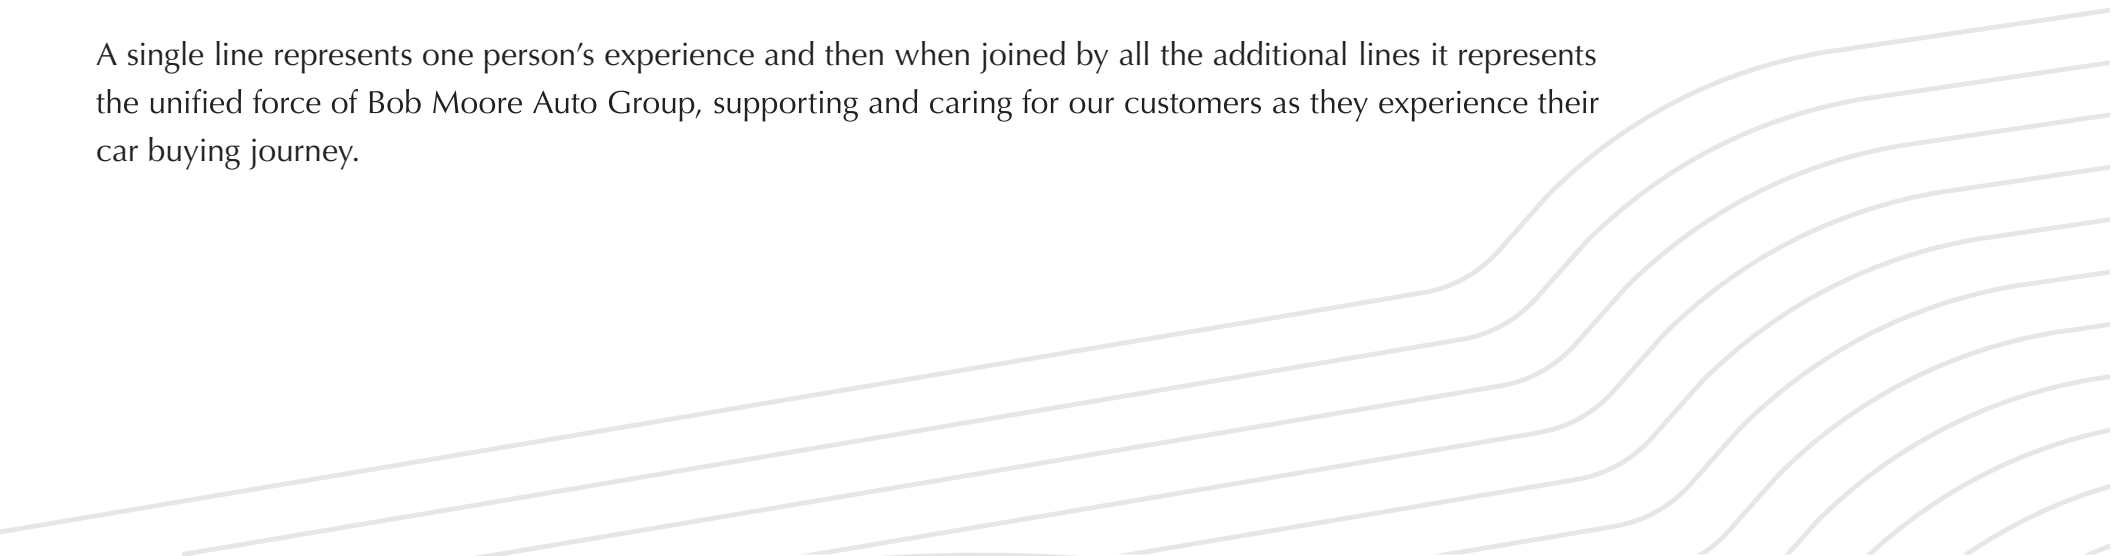 A single line represents one person’s experience and then when joined by all the additional lines it represents
the unified force of Bob Moore Auto Group, supporting and caring for our customers as they experience their
car buying journey.